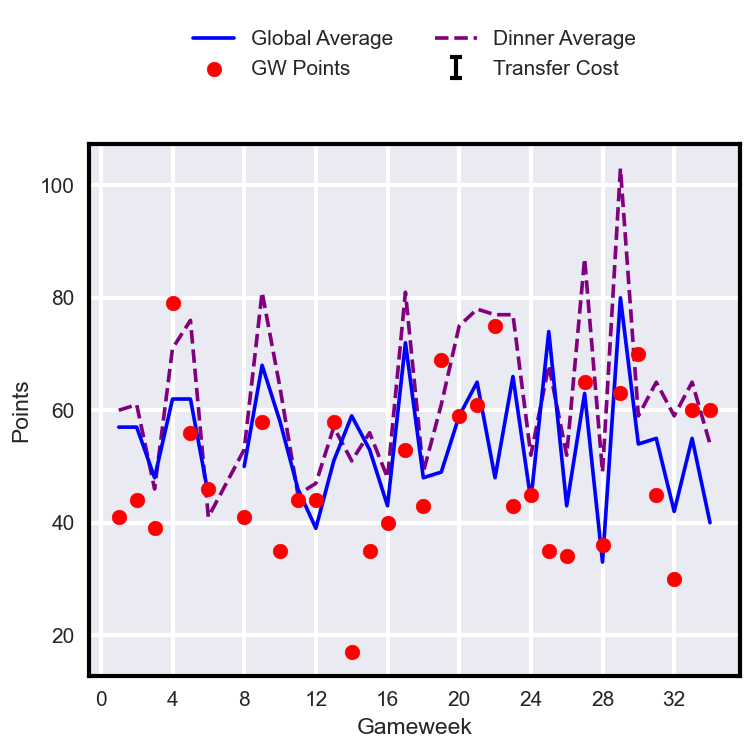 Global Average Dinner Average
GW Points Transfer Cost
100
80
60
40
20
Points
0 4 8 12 16 20 24 28 32
Gameweek